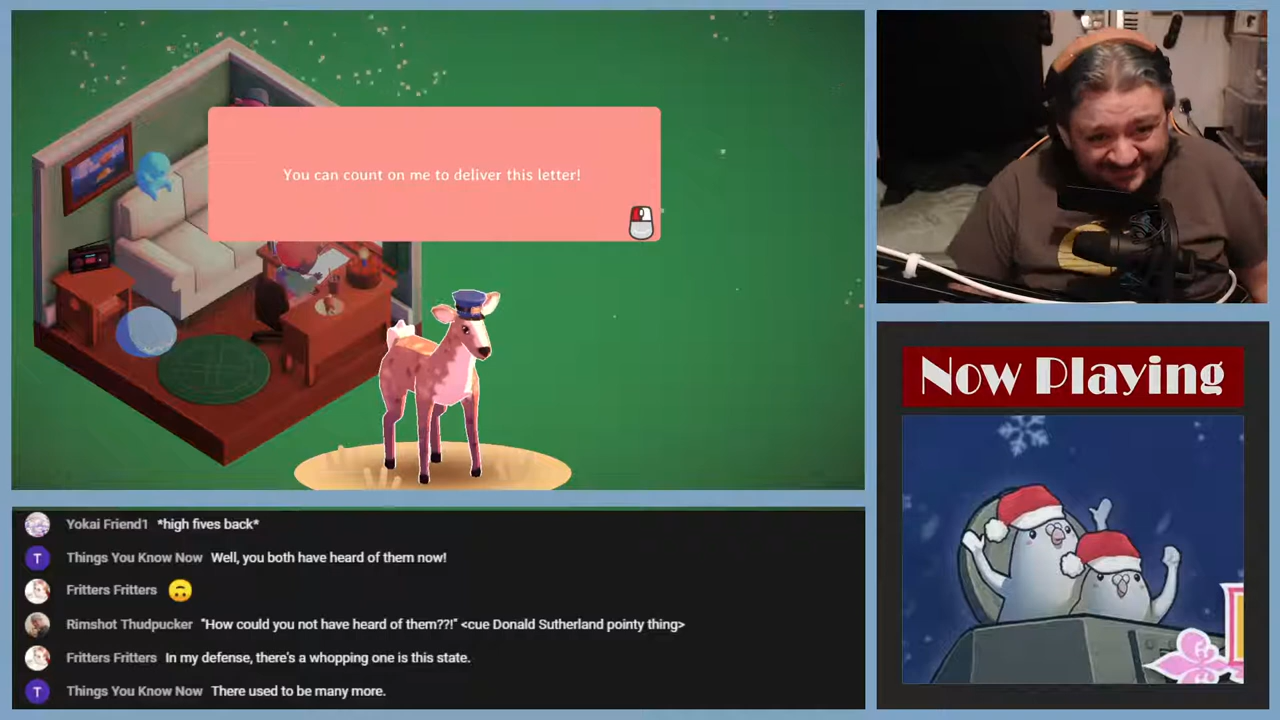 You can count on me to deliver this letter!
Now Playing
Yokai Friend1 *high fives back*
T Things You Know Now Well, you both have heard of them now!
Fritters Fritters 🙃
Rimshot Thudpucker "How could you not have heard of them??!" <cue Donald Sutherland pointy thing>
Fritters Fritters In my defense, there's a whopping one is this state.
T Things You Know Now There used to be many more.